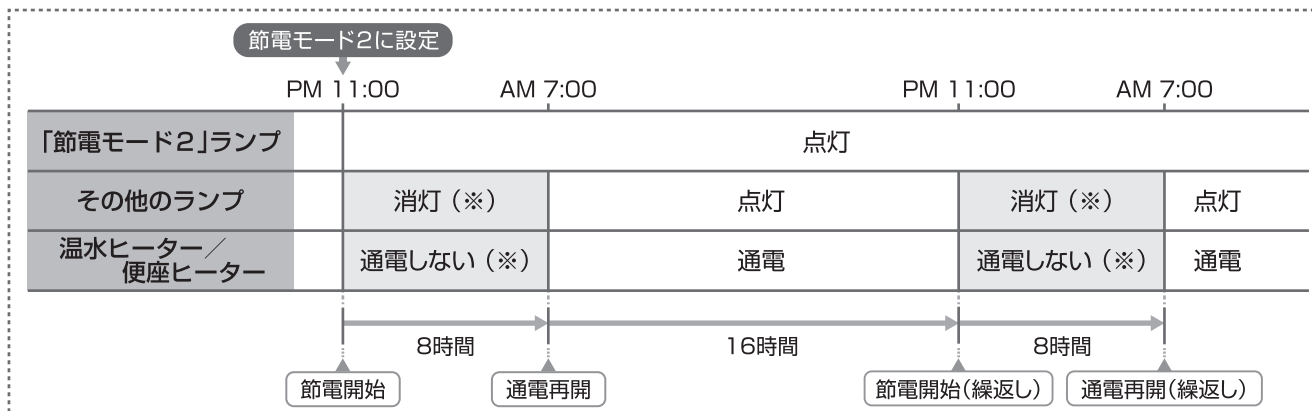 節電モード2に設定
PM 11:00 AM 7:00 PM 11:00 AM 7:00
「節電モード2」ランプ 点灯
その他のランプ 消灯（※） 点灯 消灯（※） 点灯
温水ヒーター／
便座ヒーター 通電しない（※） 通電 通電しない（※） 通電
8時間 16時間 8時間
節電開始 通電再開 節電開始(繰返し) 通電再開(繰返し)